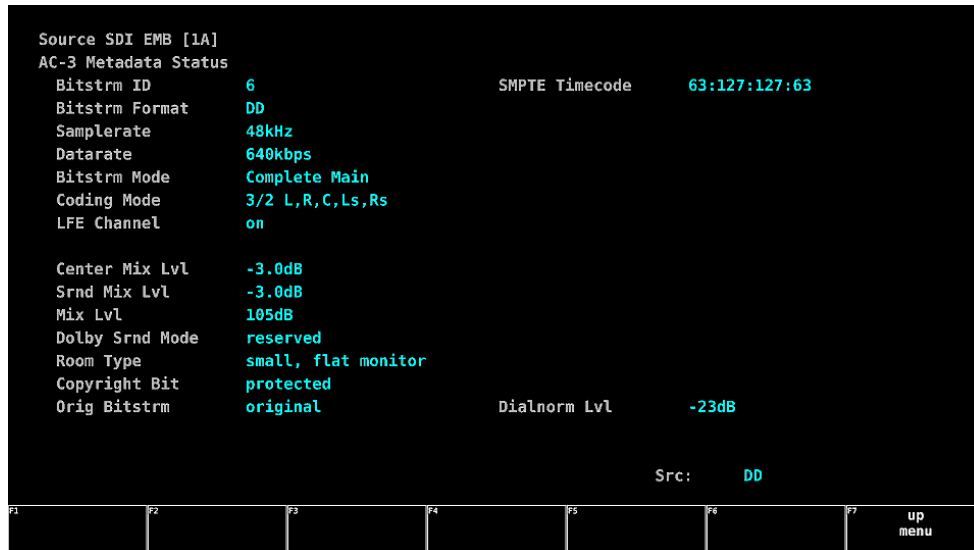 Source SDI EMB [1A]
AC-3 Metadata Status
Bitstrm ID 6 SMPTE Timecode 63:127:127:63
Bitstrm Format DD
Samplerate 48kHz
Datarate 640kbps
Bitstrm Mode Complete Main
Coding Mode 3/2 L,R,C,Ls,Rs
LFE Channel on
Center Mix Lvl -3.0dB
Srnd Mix Lvl -3.0dB
Mix Lvl 105dB
Dolby Srnd Mode reserved
Room Type small, flat monitor
Copyright Bit protected
Orig Bitstrm original Dialnorm Lvl -23dB
Src: DD
F1 F2 F3 F4 F5 F6 F7 up
menu